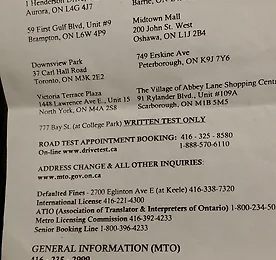 Aurora, ON L4G 4J7
59 First Gulf Blvd, Unit #9
Brampton, ON L6W 4P9
Midtown Mall
200 John St. West
Oshawa, ON L1J 2B4
Downsview Park
37 Carl Hall Road
Toronto, ON M3K 2E2
749 Erskine Ave
Peterborough, ON K9J 7Y6
Victoria Terrace Plaza
1448 Lawrence Ave E., Unit 15
North York, ON M4A 2S8
The Village of Abbey Lane Shopping Centr
91 Rylander Blvd., Unit #109A
Scarborough, ON M1B 5M5
777 Bay St. (at College Park) WRITTEN TEST ONLY
ROAD TEST APPOINTMENT BOOKING: 416 - 325 - 8580
On-line www.drivetest.ca 1-888-570-6110
ADDRESS CHANGE & ALL OTHER INQUIRES:
www.mto.gov.on.ca
Defaulted Fines - 2700 Eglinton Ave E (at Keele) 416-338-7320
International License 416-221-4300
ATIO (Association of Translator & Interpreters of Ontario) 1-800-234-50
Metro Licensing Commission 416-392-4233
Senior Booking Line 1-800-396-4233
GENERAL INFORMATION (MTO)